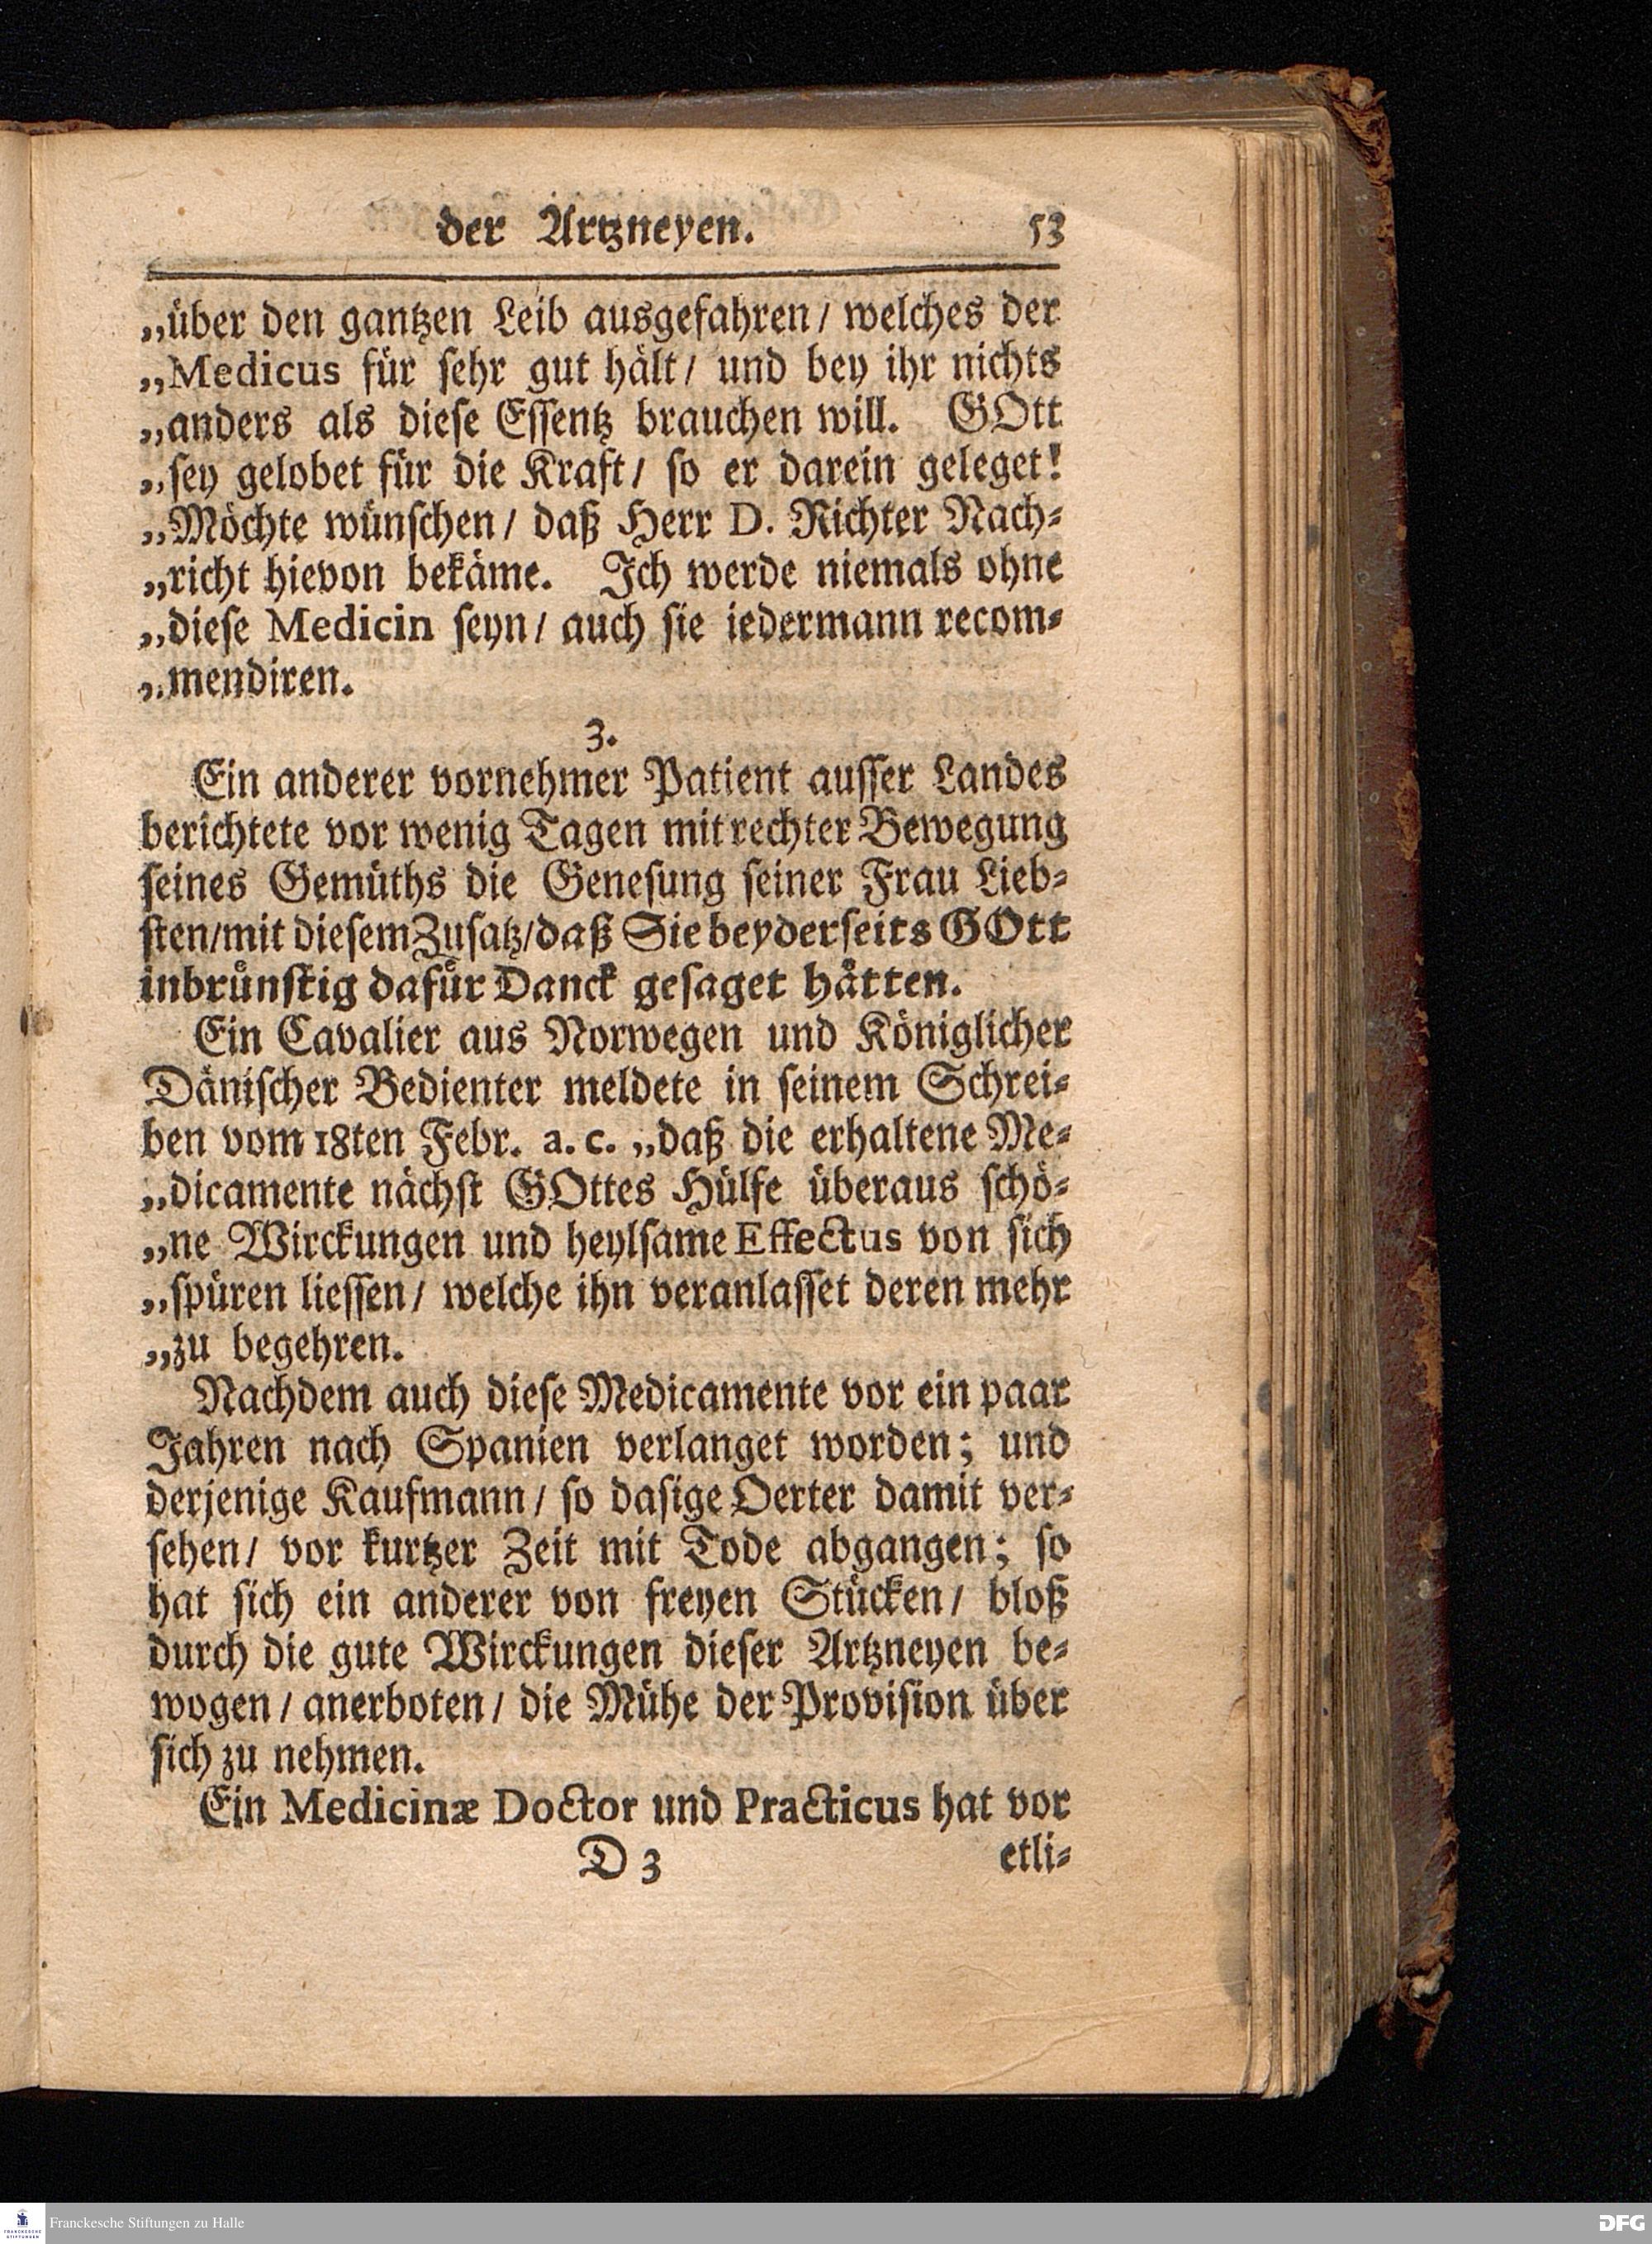 der Artzneyen. 53
„über den gantzen Leib ausgefahren / welches der
„Medicus für sehr gut hält / und bey ihr nichts
„anders als diese Essentz brauchen will. GOtt
„sey gelobet für die Kraft / so er darein geleget!
„Möchte wünschen / daß Herr D. Richter Nach-
„richt hievon bekäme. Ich werde niemals ohne
„diese Medicin seyn / auch sie iedermann recom-
„mendiren.
3.
Ein anderer vornehmer Patient ausser Landes
berichtete vor wenig Tagen mit rechter Bewegung
seines Gemüths die Genesung seiner Frau Lieb-
sten/mit diesem Zusatz/daß Sie beyderseits GOtt
inbrünstig dafür Danck gesaget hätten.
Ein Cavalier aus Norwegen und Königlicher
Dänischer Bedienter meldete in seinem Schrei-
ben vom 18ten Febr. a. c. „daß die erhaltene Me-
„dicamente nächst GOttes Hülfe überaus schö-
„ne Wirckungen und heylsame Effectus von sich
„spüren liessen / welche ihn veranlasset deren mehr
„zu begehren.
Nachdem auch diese Medicamente vor ein paar
Jahren nach Spanien verlanget worden; und
derjenige Kaufmann / so dasige Oerter damit ver-
sehen / vor kurtzer Zeit mit Tode abgangen; so
hat sich ein anderer von freyen Stücken / bloß
durch die gute Wirckungen dieser Artzneyen be-
wogen / anerboten / die Mühe der Provision über
sich zu nehmen.
Ein Medicinæ Doctor und Practicus hat vor
D 3 etli-
FRANCKESCHE STIFTUNGEN
Franckesche Stiftungen zu Halle
DFG